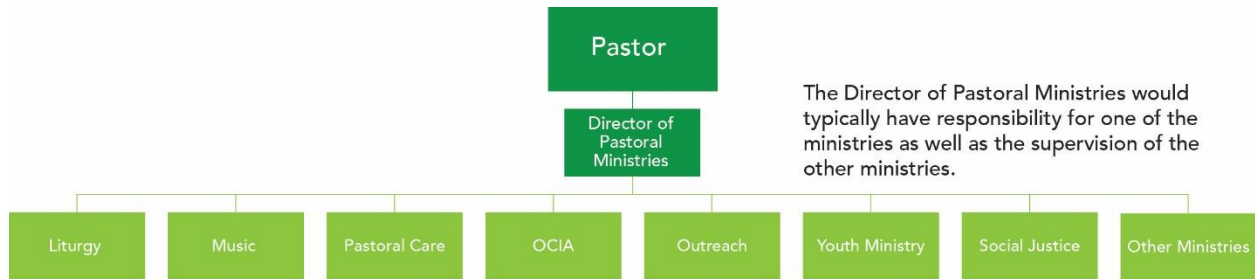 Pastor
Director of
Pastoral
Ministries
The Director of Pastoral Ministries would
typically have responsibility for one of the
ministries as well as the supervision of the
other ministries.
Liturgy
Music
Pastoral Care
OCIA
Outreach
Youth Ministry
Social Justice
Other Ministries